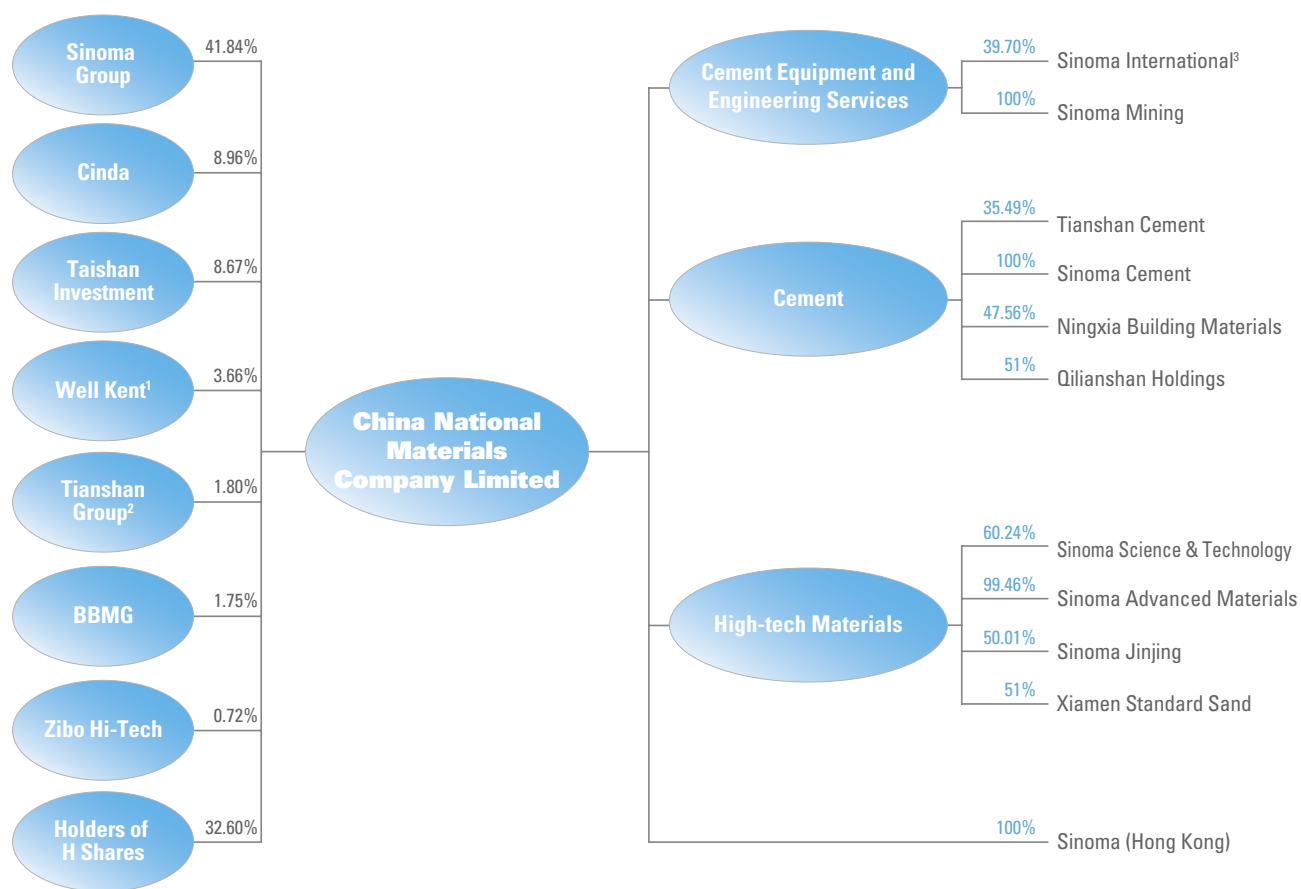 Sinoma
Group
41.84%
Cinda
8.96%
Taishan
Investment
8.67%
Well Kent¹
3.66%
Tianshan
Group²
1.80%
BBMG
1.75%
Zibo Hi-Tech
0.72%
Holders of
H Shares
32.60%
China National
Materials
Company Limited
Cement Equipment and
Engineering Services
39.70%
Sinoma International³
100%
Sinoma Mining
Cement
35.49%
Tianshan Cement
100%
Sinoma Cement
47.56%
Ningxia Building Materials
51%
Qilianshan Holdings
High-tech Materials
60.24%
Sinoma Science & Technology
99.46%
Sinoma Advanced Materials
50.01%
Sinoma Jinjing
51%
Xiamen Standard Sand
100%
Sinoma (Hong Kong)